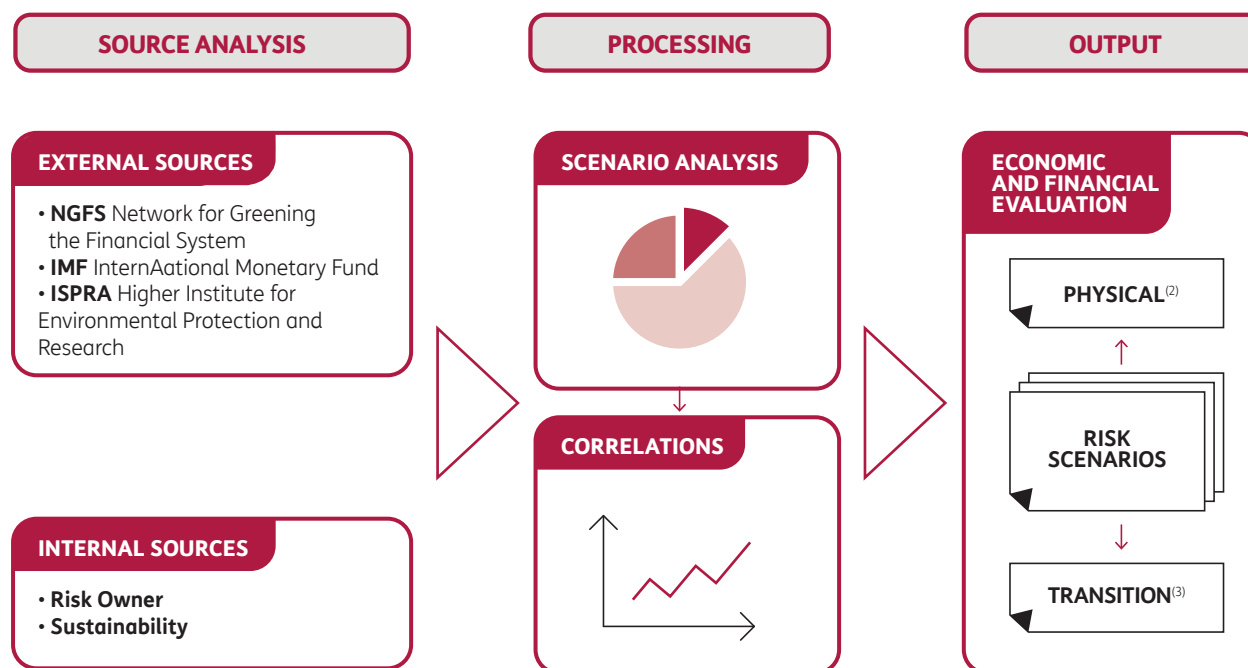 SOURCE ANALYSIS
PROCESSING
OUTPUT
EXTERNAL SOURCES
• NGFS Network for Greening
the Financial System
• IMF InternAational Monetary Fund
• ISPRA Higher Institute for
Environmental Protection and
Research
INTERNAL SOURCES
• Risk Owner
• Sustainability
SCENARIO ANALYSIS
CORRELATIONS
ECONOMIC
AND FINANCIAL
EVALUATION
PHYSICAL(2)
RISK
SCENARIOS
TRANSITION(3)